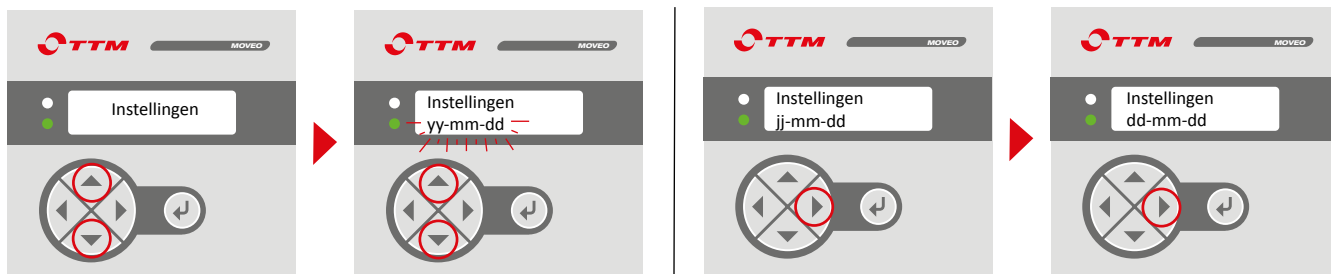 TTM MOVEO
Instellingen
TTM MOVEO
Instellingen
yy-mm-dd
TTM MOVEO
Instellingen
jj-mm-dd
TTM MOVEO
Instellingen
dd-mm-dd